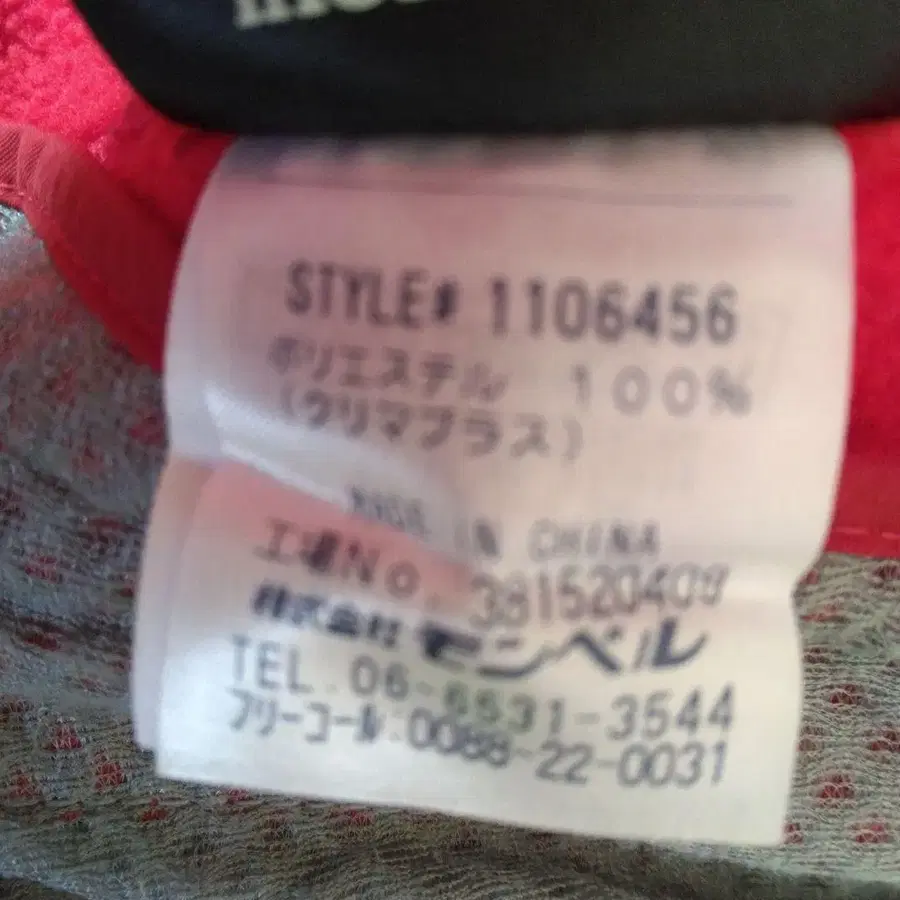 STYLE# 1106456
ポリエステル 100%
(クリマプラス)
MADE IN CHINA
工場No. 381520409
株式会社 モンベル
TEL 06-6531-3544
フリーコール 0088-22-0031